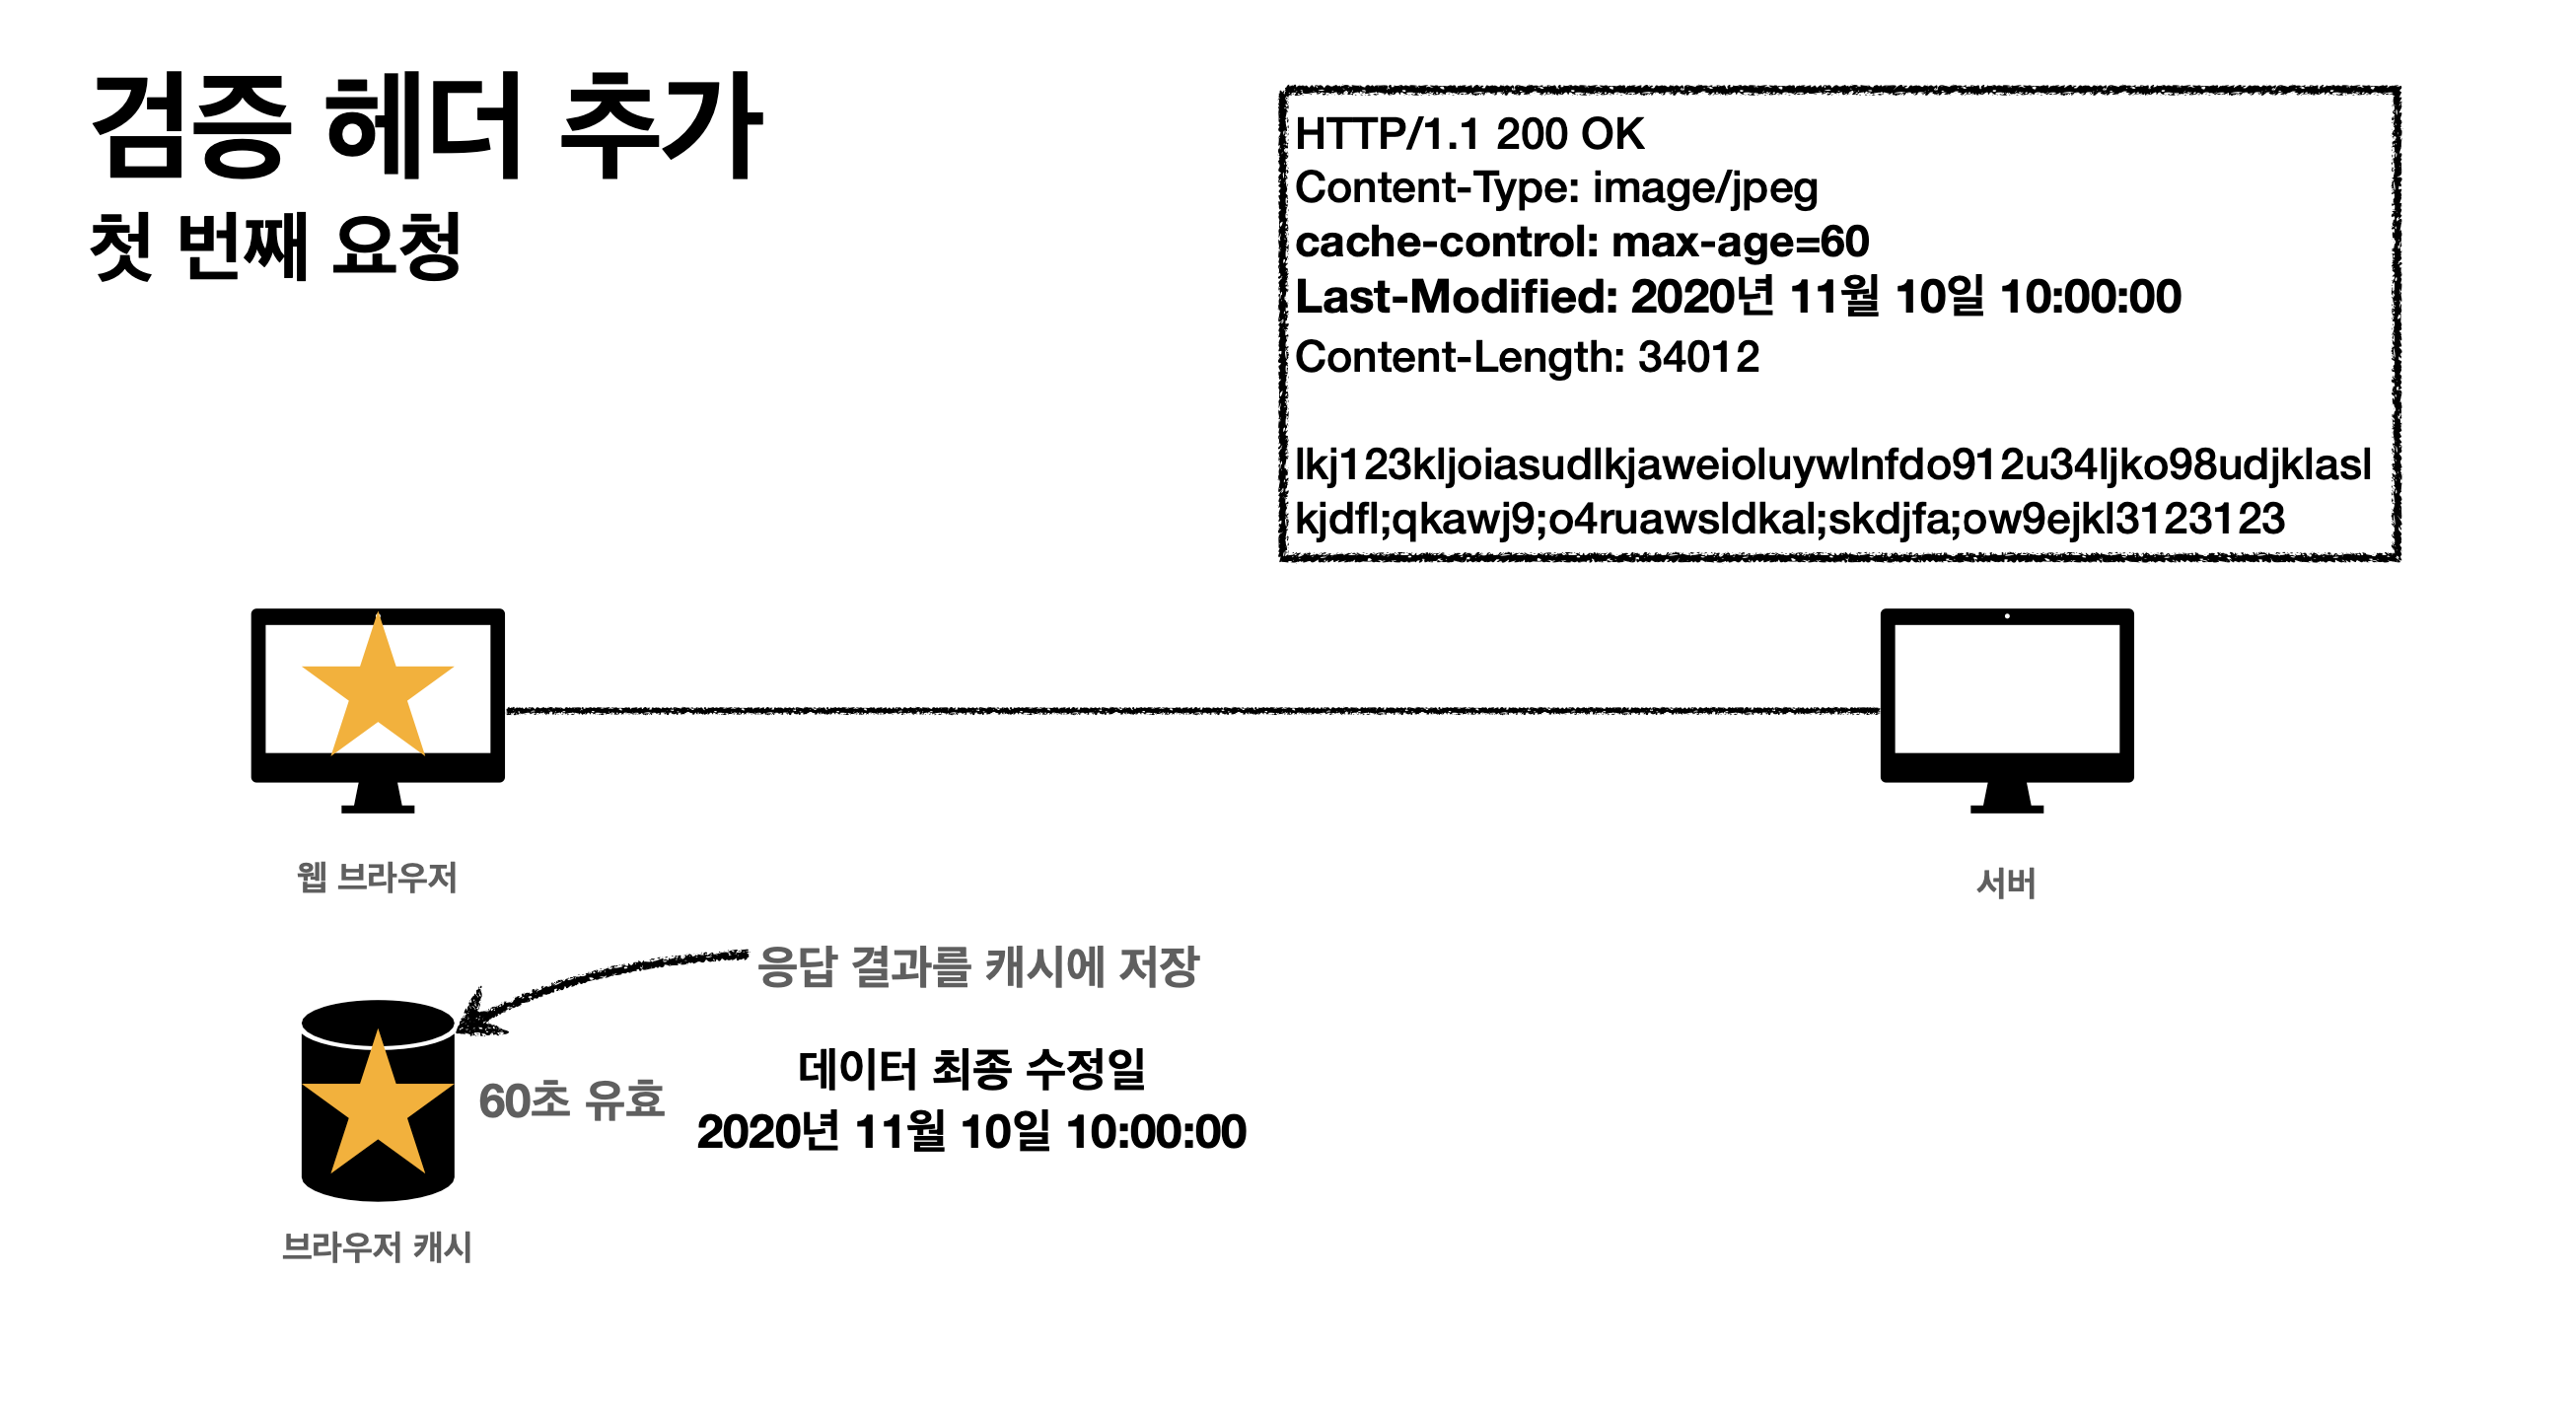 검증 헤더 추가
첫 번째 요청
HTTP/1.1 200 OK
Content-Type: image/jpeg
cache-control: max-age=60
Last-Modified: 2020년 11월 10일 10:00:00
Content-Length: 34012
lkj123kljoiasudlkjaweioluywlnfdo912u34ljko98udjklasl
kjdfl;qkawj9;o4ruawsldkal;skdjfa;ow9ejkl3123123
웹 브라우저
서버
응답 결과를 캐시에 저장
60초 유효
데이터 최종 수정일
2020년 11월 10일 10:00:00
브라우저 캐시